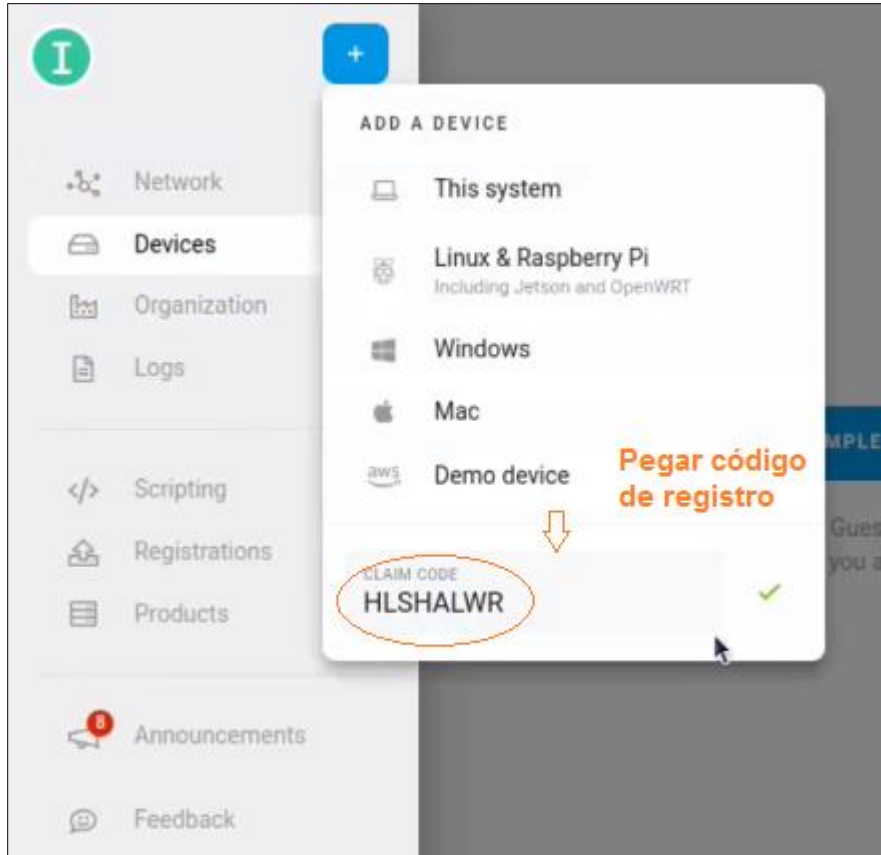 I
+
ADD A DEVICE
This system
Linux & Raspberry Pi
Including Jetson and OpenWRT
Windows
Mac
aws
Demo device
Pegar código
de registro
CLAIM CODE
HLSHALWR
Network
Devices
Organization
Logs
Scripting
Registrations
Products
8
Announcements
Feedback